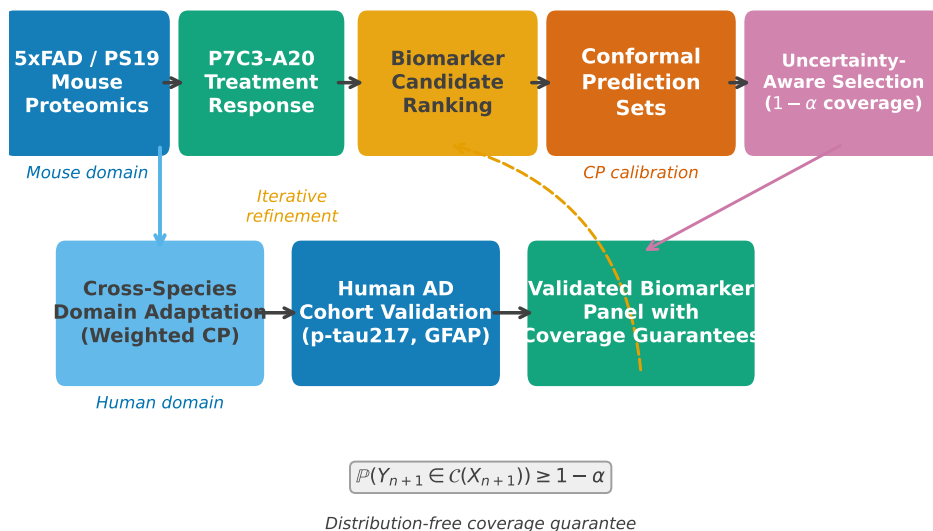 5xFAD / PS19
Mouse
Proteomics
P7C3-A20
Treatment
Response
Biomarker
Candidate
Ranking
Conformal
Prediction
Sets
Uncertainty-
Aware Selection
(1 − α coverage)
Mouse domain
CP calibration
Iterative
refinement
Cross-Species
Domain Adaptation
(Weighted CP)
Human AD
Cohort Validation
(p-tau217, GFAP)
Validated Biomarker
Panel with
Coverage Guarantees
Human domain
ℙ(Yₙ₊₁ ∈ 𝒞(Xₙ₊₁)) ≥ 1 − α
Distribution-free coverage guarantee